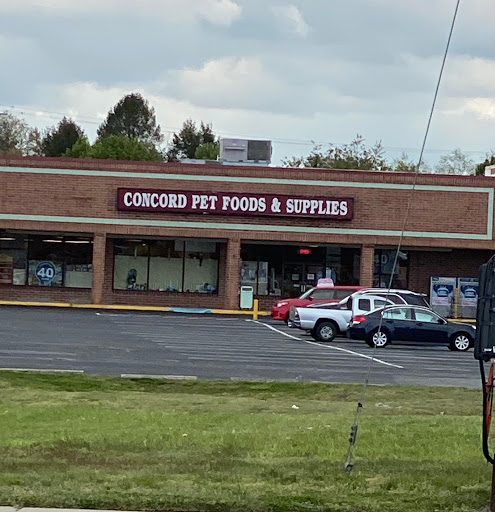 CONCORD PET FOODS & SUPPLIES
40